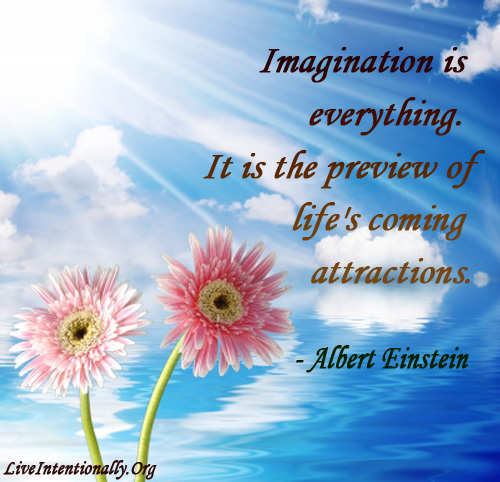 Imagination is
everything.
It is the preview of
life's coming
attractions.
- Albert Einstein
LiveIntentionally.Org